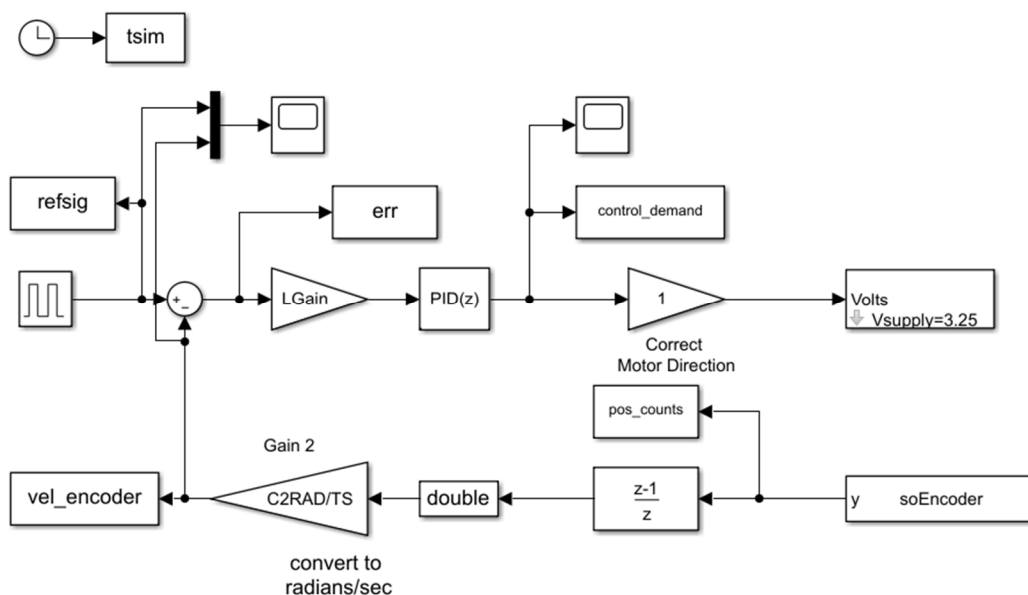 tsim
refsig
err
control_demand
+
−
LGain
PID(z)
1
Volts
Vsupply=3.25
Correct
Motor Direction
pos_counts
Gain 2
vel_encoder
C2RAD/TS
double
z-1
z
y
soEncoder
convert to
radians/sec